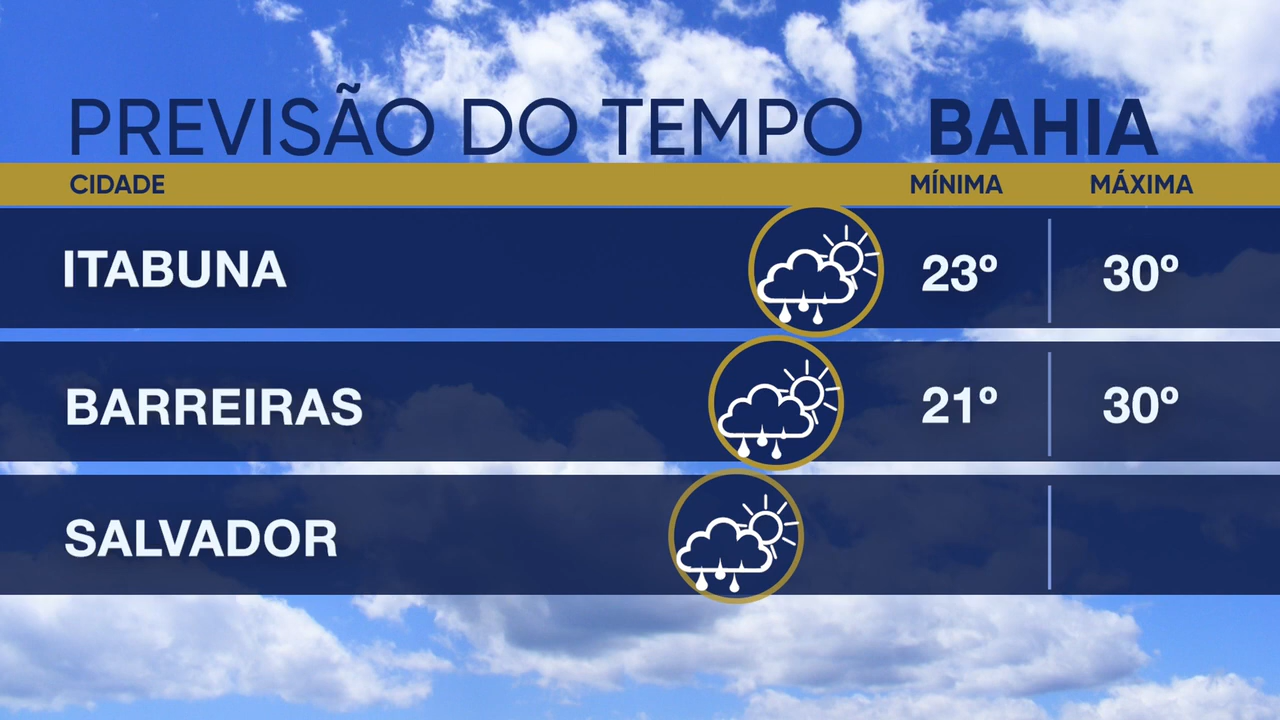 PREVISÃO DO TEMPO BAHIA
CIDADE MÍNIMA MÁXIMA
ITABUNA 23º 30º
BARREIRAS 21º 30º
SALVADOR